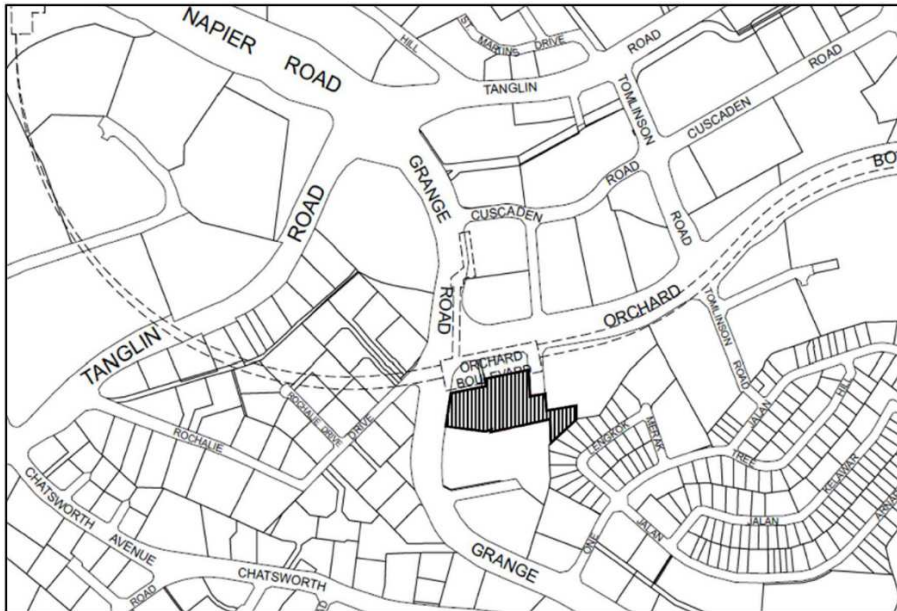 NAPIER
ROAD
HILL
ST
MARTINS
DRIVE
TANGLIN
ROAD
TOMLINSON
ROAD
CUSCADEN
ROAD
BO
GRANGE
ROAD
CUSCADEN
ROAD
ORCHARD
TANGLIN
ROAD
ORCHARD
BOULEVARD
TOMLINSON
ROAD
ROCHALIE
DRIVE
ROCHALIE DRIVE
LENGKOK
MERAK
JALAN
HILL
TREE
JALAN
KELAWAR
JALAN
ONE
CHATSWORTH
AVENUE
ROAD
CHATSWORTH
GRANGE